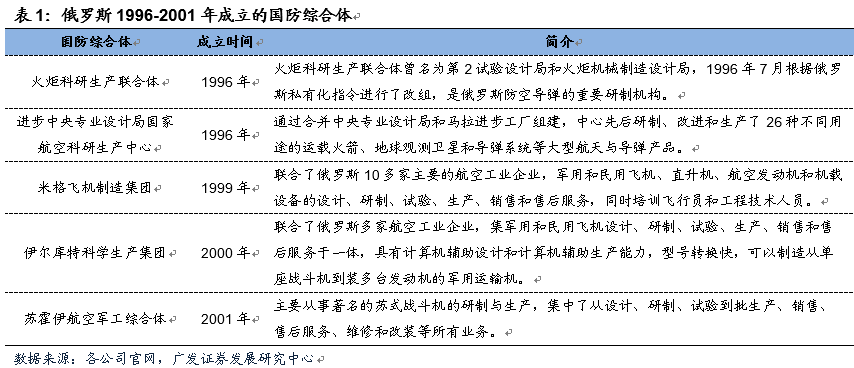 表 1：俄罗斯 1996-2001 年成立的国防综合体
国防综合体 成立时间 简介
火炬科研生产联合体 1996 年 火炬科研生产联合体曾名为第 2 试验设计局和火炬机械制造设计局，1996 年 7 月根据俄罗
斯私有化指令进行了改组，是俄罗斯防空导弹的重要研制机构。
进步中央专业设计局国家
航空科研生产中心 1996 年 通过合并中央专业设计局和马拉进步工厂组建，中心先后研制、改进和生产了 26 种不同用
途的运载火箭、地球观测卫星和导弹系统等大型航天与导弹产品。
米格飞机制造集团 1999 年 联合了俄罗斯 10 多家主要的航空工业企业，军用和民用飞机、直升机、航空发动机和机载
设备的设计、研制、试验、生产、销售和售后服务，同时培训飞行员和工程技术人员。
伊尔库特科学生产集团 2000 年 联合了俄罗斯多家航空工业企业，集军用和民用飞机设计、研制、试验、生产、销售和售
后服务于一体，具有计算机辅助设计和计算机辅助生产能力，型号转换快，可以制造从单
座战斗机到装多台发动机的军用运输机。
苏霍伊航空军工综合体 2001 年 主要从事著名的苏式战斗机的研制与生产，集中了从设计、研制、试验到批生产、销售、
售后服务、维修和改装等所有业务。
数据来源：各公司官网，广发证券发展研究中心